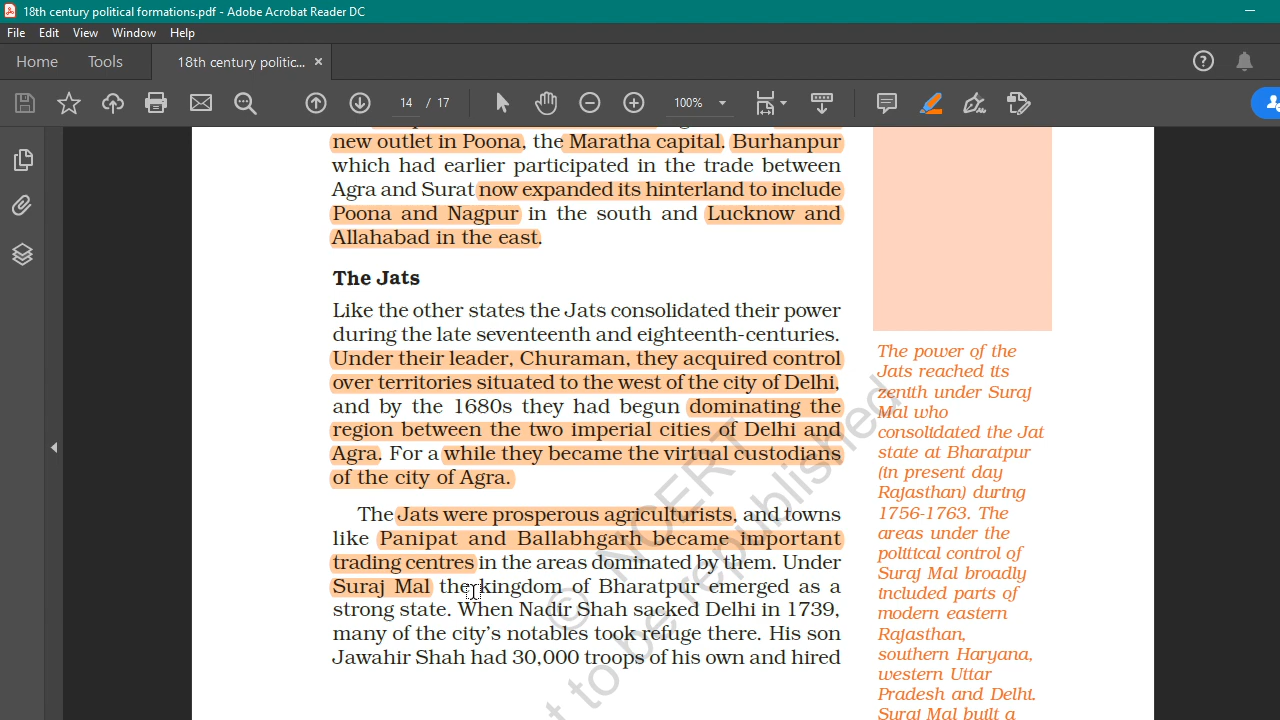 18th century political formations.pdf - Adobe Acrobat Reader DC
File Edit View Window Help
Home Tools 18th century politic... ×
14 / 17 100%
new outlet in Poona, the Maratha capital. Burhanpur
which had earlier participated in the trade between
Agra and Surat now expanded its hinterland to include
Poona and Nagpur in the south and Lucknow and
Allahabad in the east.
The Jats
Like the other states the Jats consolidated their power
during the late seventeenth and eighteenth-centuries.
Under their leader, Churaman, they acquired control
over territories situated to the west of the city of Delhi,
and by the 1680s they had begun dominating the
region between the two imperial cities of Delhi and
Agra. For a while they became the virtual custodians
of the city of Agra.
The Jats were prosperous agriculturists, and towns
like Panipat and Ballabhgarh became important
trading centres in the areas dominated by them. Under
Suraj Mal the kingdom of Bharatpur emerged as a
strong state. When Nadir Shah sacked Delhi in 1739,
many of the city's notables took refuge there. His son
Jawahir Shah had 30,000 troops of his own and hired
The power of the
Jats reached its
zenith under Suraj
Mal who
consolidated the Jat
state at Bharatpur
(in present day
Rajasthan) during
1756-1763. The
areas under the
political control of
Suraj Mal broadly
included parts of
modern eastern
Rajasthan,
southern Haryana,
western Uttar
Pradesh and Delhi.
Suraj Mal built a
© NCERT
to be republished